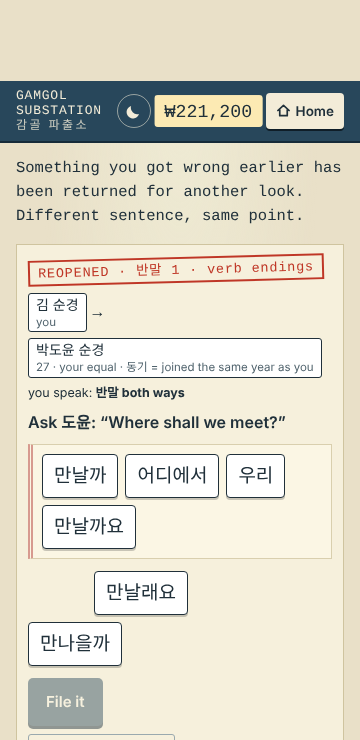 GAMGOL
SUBSTATION
감골 파출소
₩221,200
Home
Something you got wrong earlier has
been returned for another look.
Different sentence, same point.
REOPENED · 반말 1 · verb endings
김 순경
you
→
박도윤 순경
27 · your equal · 동기 = joined the same year as you
you speak: 반말 both ways
Ask 도윤: “Where shall we meet?”
만날까 어디에서 우리
만날까요
만날래요
만나을까
File it